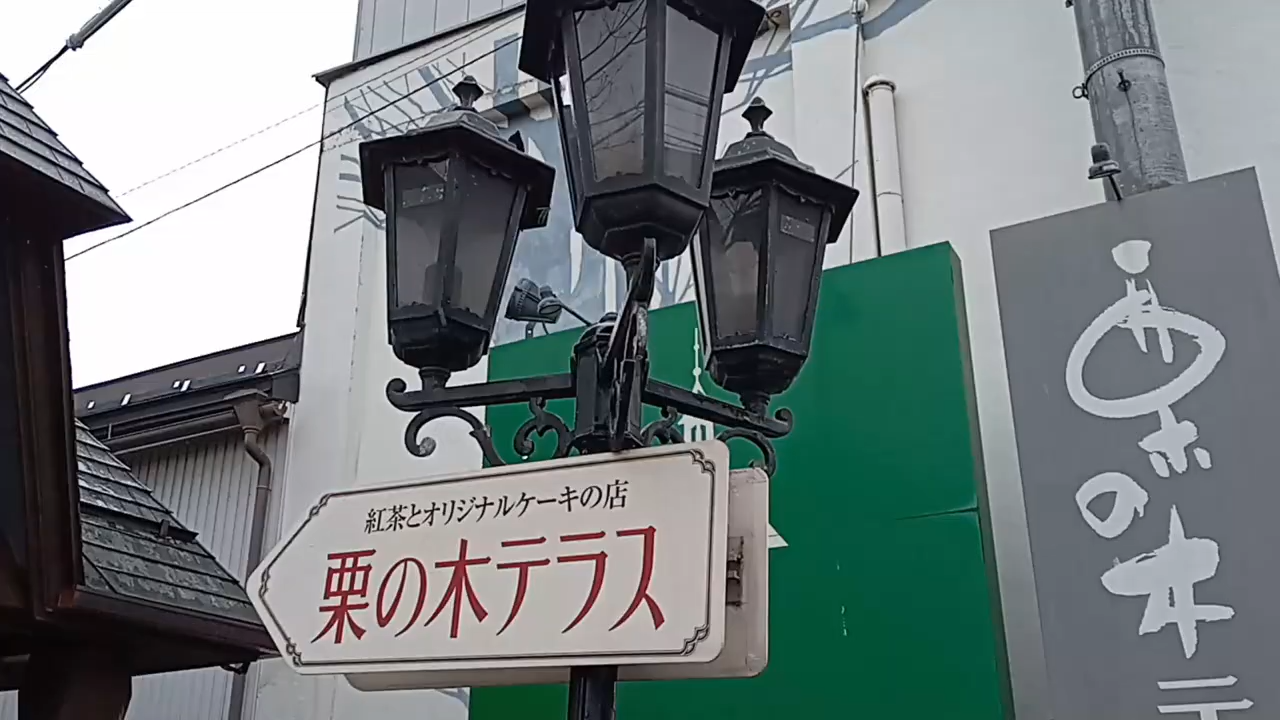 紅茶とオリジナルケーキの店
栗の木テラス
栗の木テ